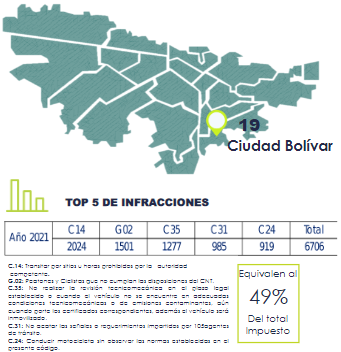 19
Ciudad Bolívar
TOP 5 DE INFRACCIONES
Año 2021 C14 G02 C35 C31 C24 Total
2024 1501 1277 985 919 6706
C.14: Transitar por sitios u horas prohibidas por la autoridad
competente.
G.02: Peatones y Ciclistas que no cumplan las disposiciones del CNT.
C.35: No realizar la revisión tecnicomecánica en el plazo legal
establecido o cuando el vehículo no se encuentre en adecuadas
condiciones tecnicomecánicas o de emisiones contaminantes, aún
cuando porte los certificados correspondientes, además el vehículo será
inmovilizado.
C.31: No acatar las señales o requerimientos impartidos por los agentes
de tránsito.
C.24: Conducir motocicleta sin observar las normas establecidas en el
presente código.
Equivalen al
49%
Del total
Impuesto